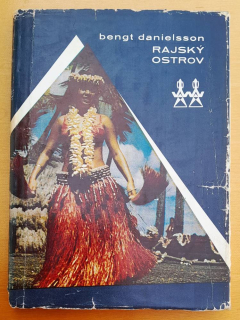 bengt danielsson
RAJSKÝ
OSTROV